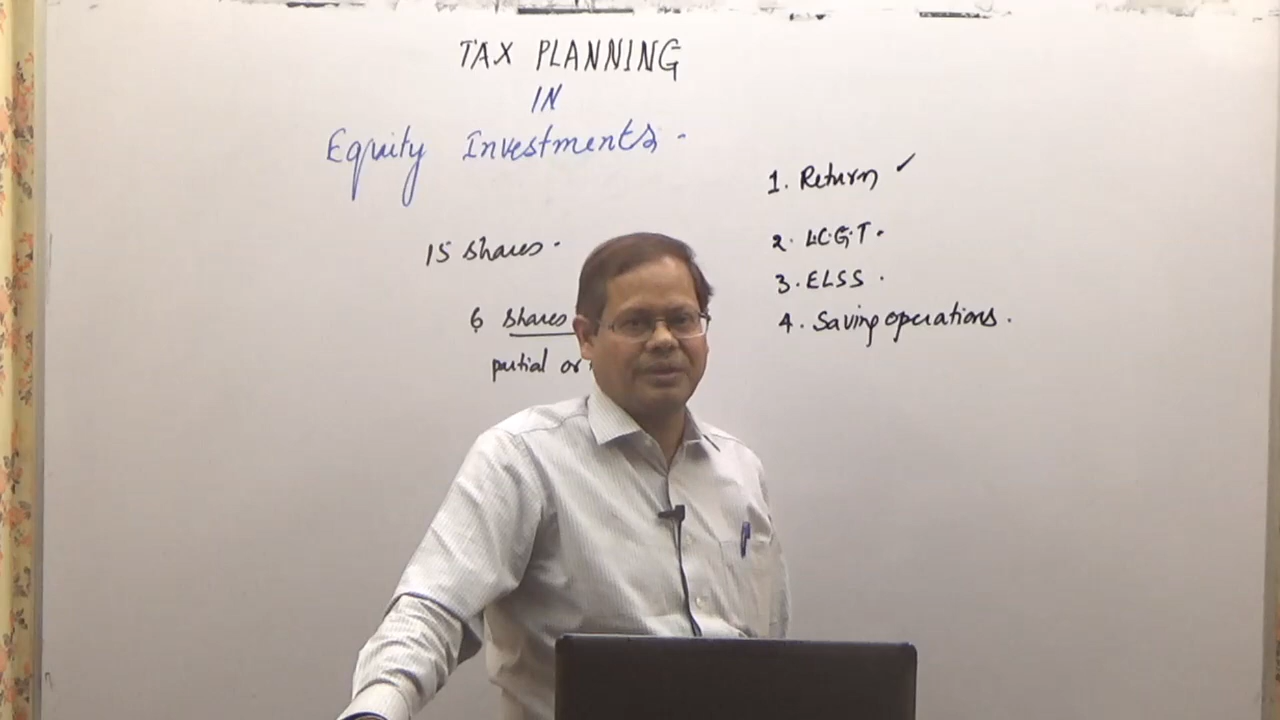 TAX PLANNING
IN
Equity Investments.
15 Shares.
6 Shares
partial or
1. Return ✓
2. L.C.G.T.
3. ELSS.
4. Saving operations.